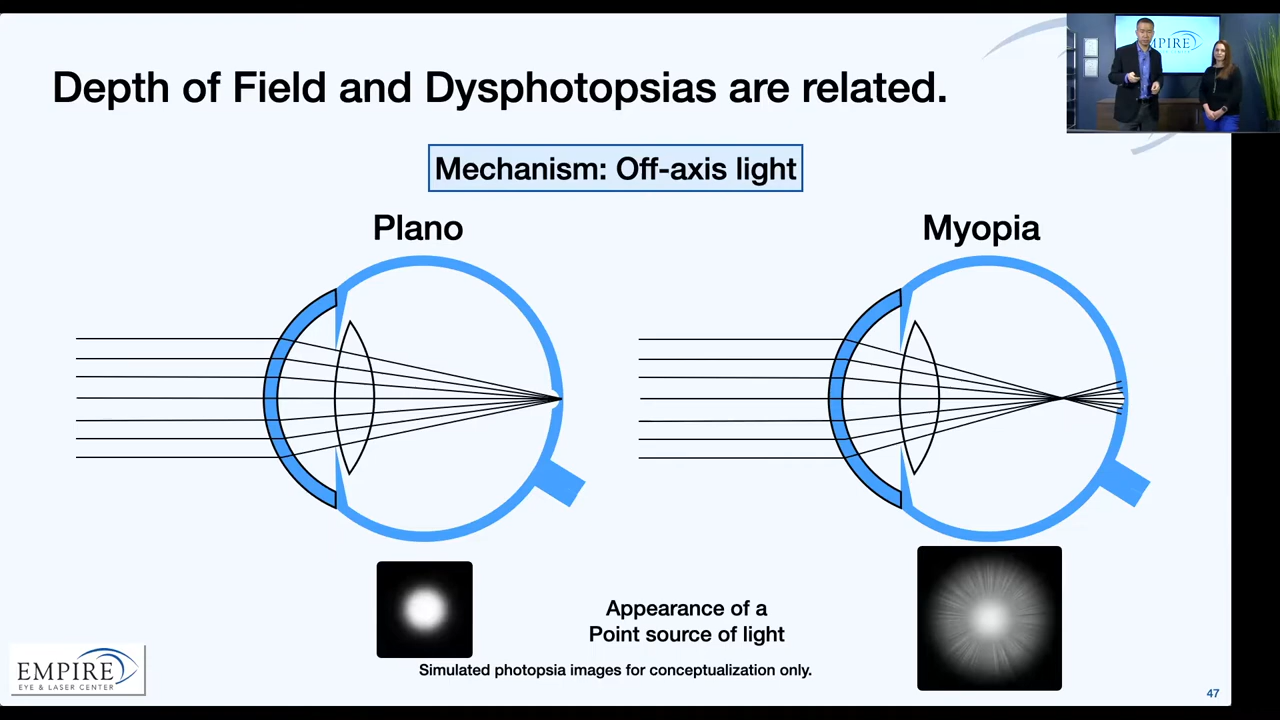 Depth of Field and Dysphotopsias are related.
Mechanism: Off-axis light
Plano
Myopia
Appearance of a
Point source of light
Simulated photopsia images for conceptualization only.
EMPIRE
EYE & LASER CENTER
47
MPIRE